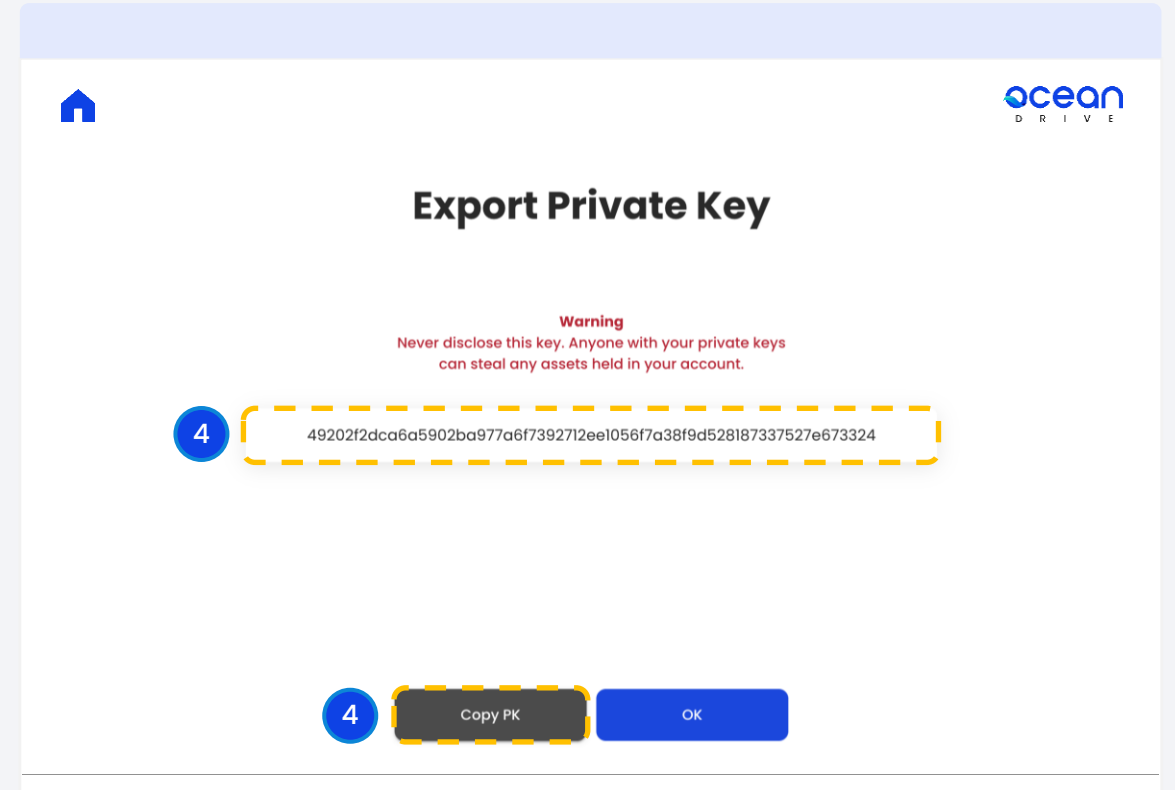 ocean
DRIVE
Export Private Key
Warning
Never disclose this key. Anyone with your private keys
can steal any assets held in your account.
4
49202f2dca6a5902ba977a6f7392712ee1056f7a38f9d528187337527e673324
4
Copy PK
OK